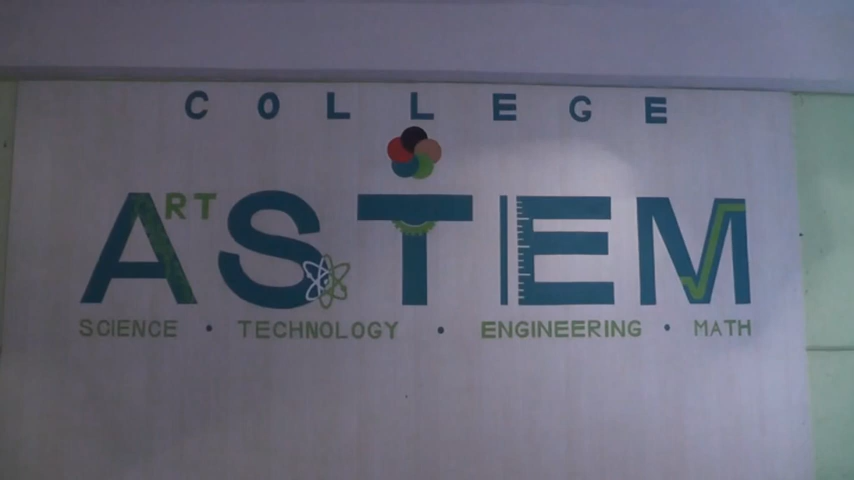 COLLEGE
ART
ASTEM
SCIENCE • TECHNOLOGY • ENGINEERING • MATH